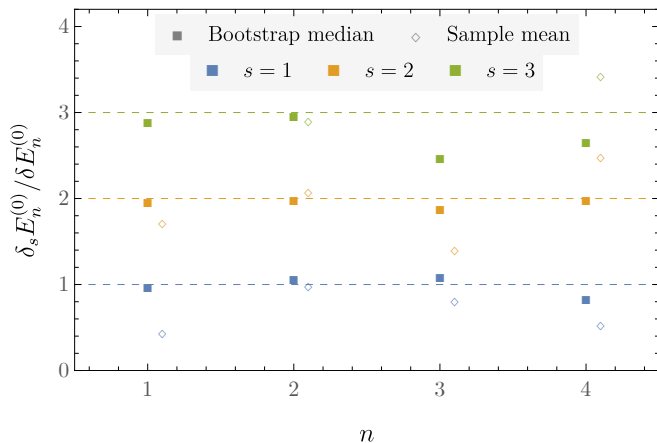 4
3
2
1
0
Bootstrap median
Sample mean
s = 1
s = 2
s = 3
δ_s E_n^{(0)} / δE_n^{(0)}
1
2
3
4
n